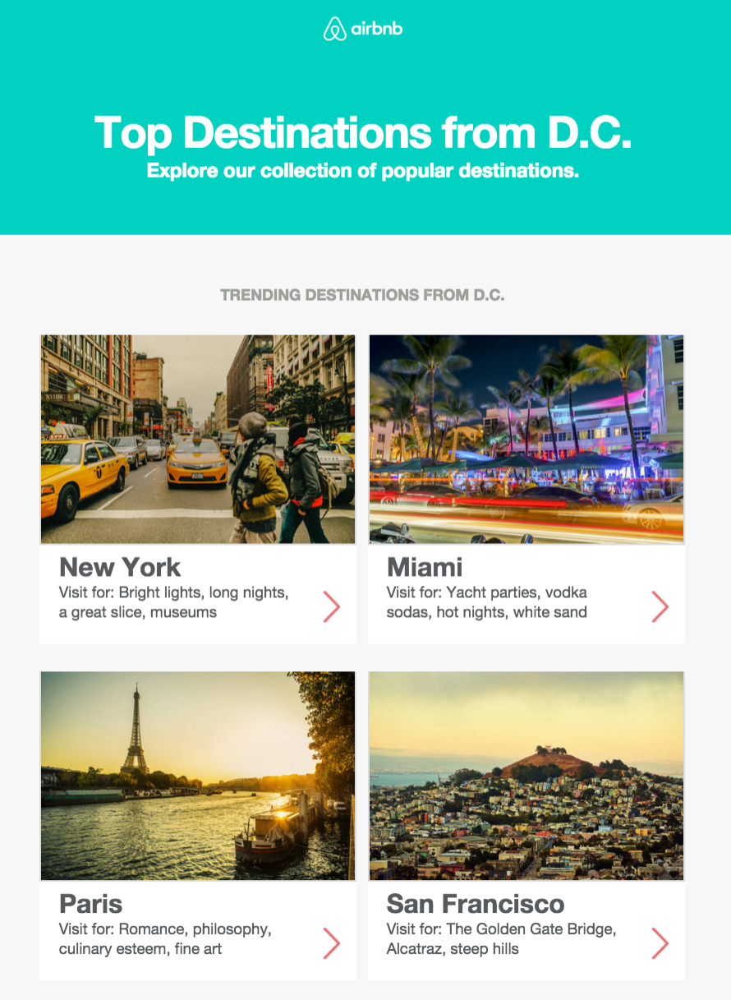 airbnb
Top Destinations from D.C.
Explore our collection of popular destinations.
TRENDING DESTINATIONS FROM D.C.
New York
Visit for: Bright lights, long nights,
a great slice, museums
Miami
Visit for: Yacht parties, vodka
sodas, hot nights, white sand
Paris
Visit for: Romance, philosophy,
culinary esteem, fine art
San Francisco
Visit for: The Golden Gate Bridge,
Alcatraz, steep hills